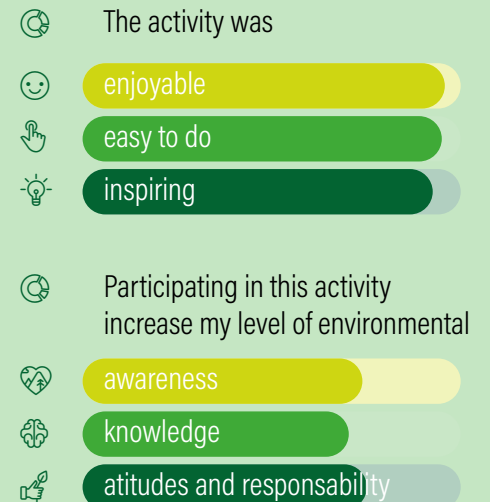 The activity was
enjoyable
easy to do
inspiring
Participating in this activity
increase my level of environmental
awareness
knowledge
atitudes and responsability